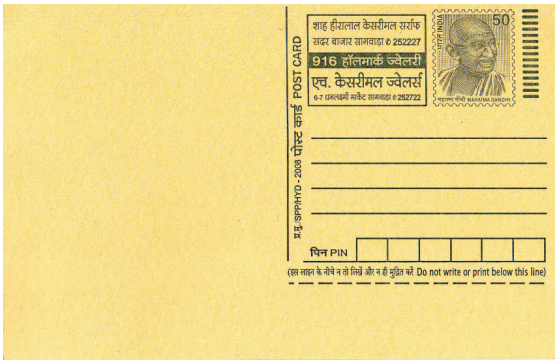 शाह हीरालाल केसरीमल सर्राफ
सदर बाजार सागवाड़ा ✆ 252227
916 हॉलमार्क ज्वेलरी
एच. केसरीमल ज्वेलर्स
6-7 धनलक्ष्मी मार्केट सागवाड़ा ✆ 252722
50
भारत INDIA
महात्मा गाँधी MAHATMA GANDHI
प्र.मु./SPP/HYD - 2008 पोस्ट कार्ड POST CARD
पिन PIN
(इस लाइन के नीचे न तो लिखें और न ही मुद्रित करें Do not write or print below this line)